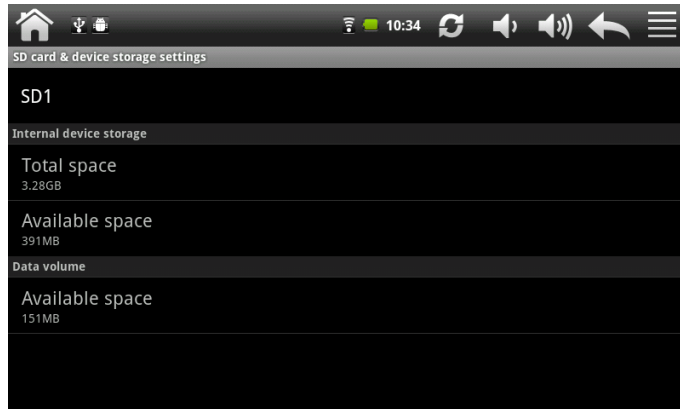 10:34
SD card & device storage settings
SD1
Internal device storage
Total space
3.28GB
Available space
391MB
Data volume
Available space
151MB